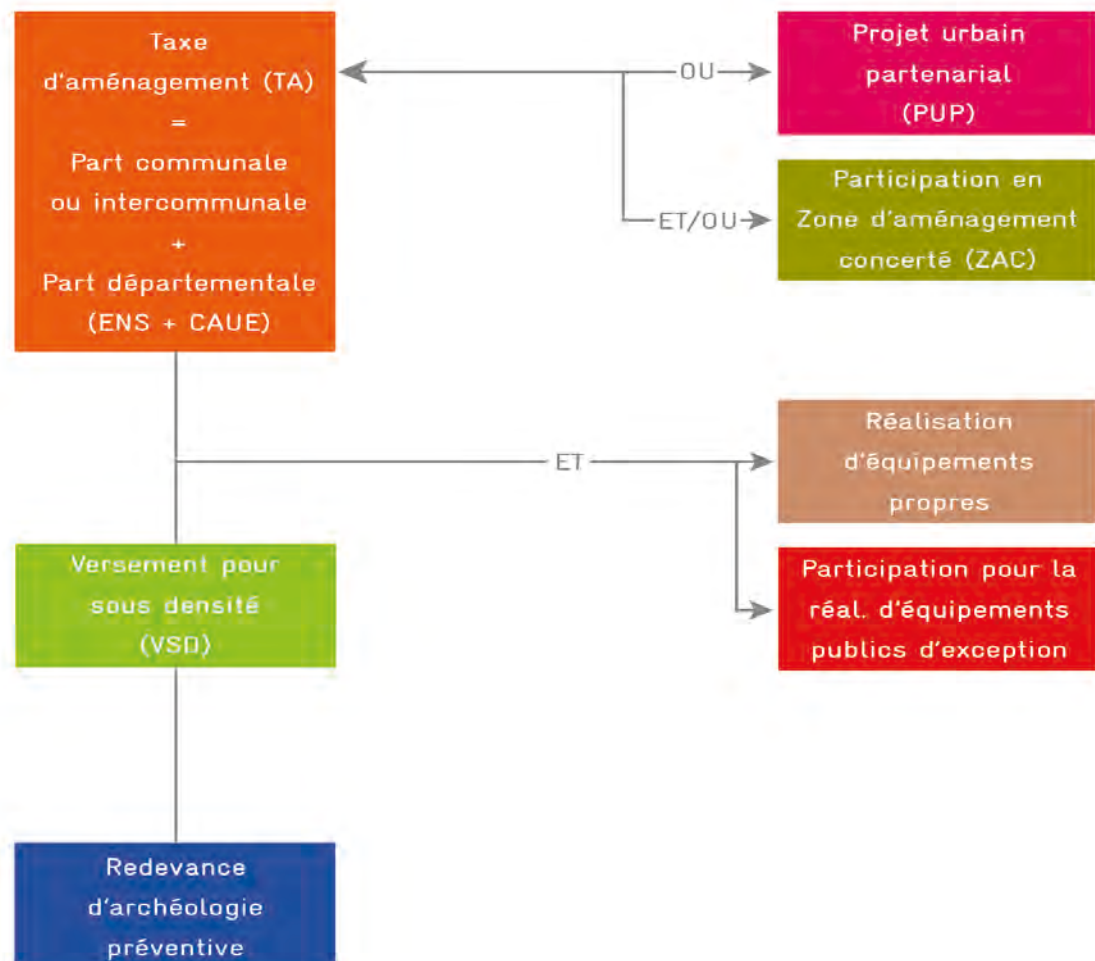 Taxe
d'aménagement (TA)
=
Part communale
ou intercommunale
+
Part départementale
(ENS + CAUE)
OU
Projet urbain
partenarial
(PUP)
ET/OU
Participation en
Zone d'aménagement
concerté (ZAC)
ET
Réalisation
d'équipements
propres
Participation pour la
réal. d'équipements
publics d'exception
Versement pour
sous densité
(VSD)
Redevance
d'archéologie
préventive